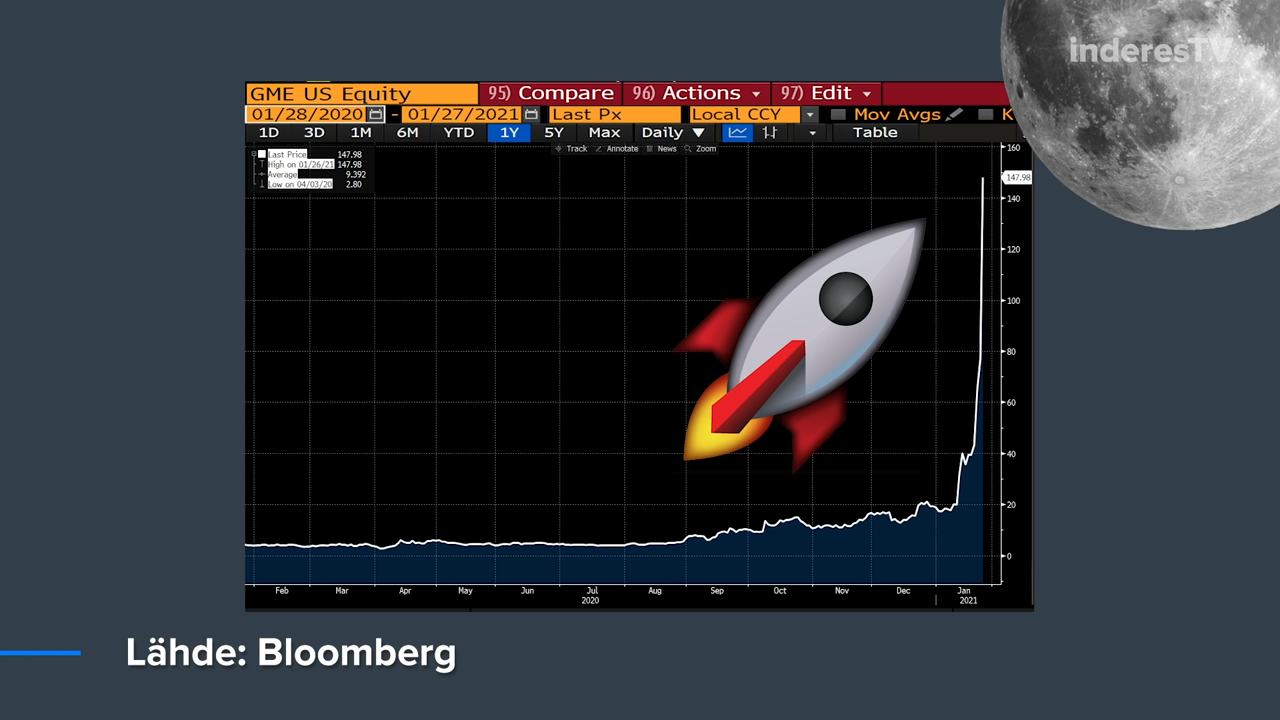 inderesTV
GME US Equity 95) Compare 96) Actions 97) Edit
01/28/2020 - 01/27/2021 Last Px Local CCY Mov Avgs K
1D 3D 1M 6M YTD 1Y 5Y Max Daily ▼ Table
Track Annotate News Zoom
Last Price 147.98
High on 01/26/21 147.98
Average 9.392
Low on 04/03/20 2.80
160
147.98
140
120
100
80
60
40
20
0
Feb Mar Apr May Jun Jul Aug Sep Oct Nov Dec Jan
2020 2021
Lähde: Bloomberg